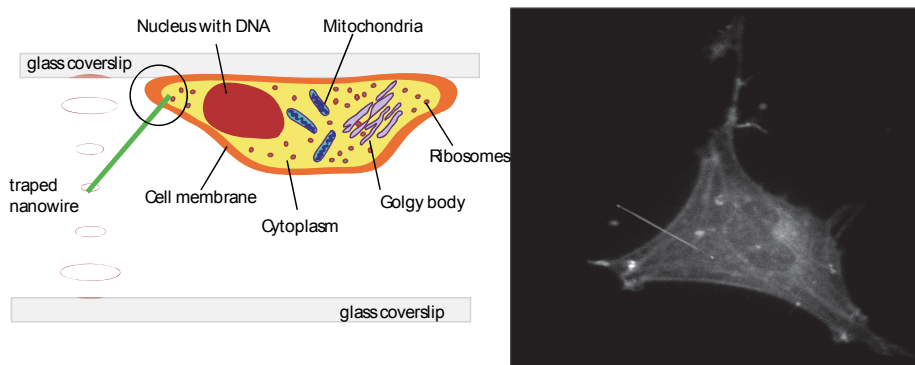 Nucleus with DNA
Mitochondria
glass coverslip
Ribosomes
traped
nanowire
Cell membrane
Golgy body
Cytoplasm
glass coverslip